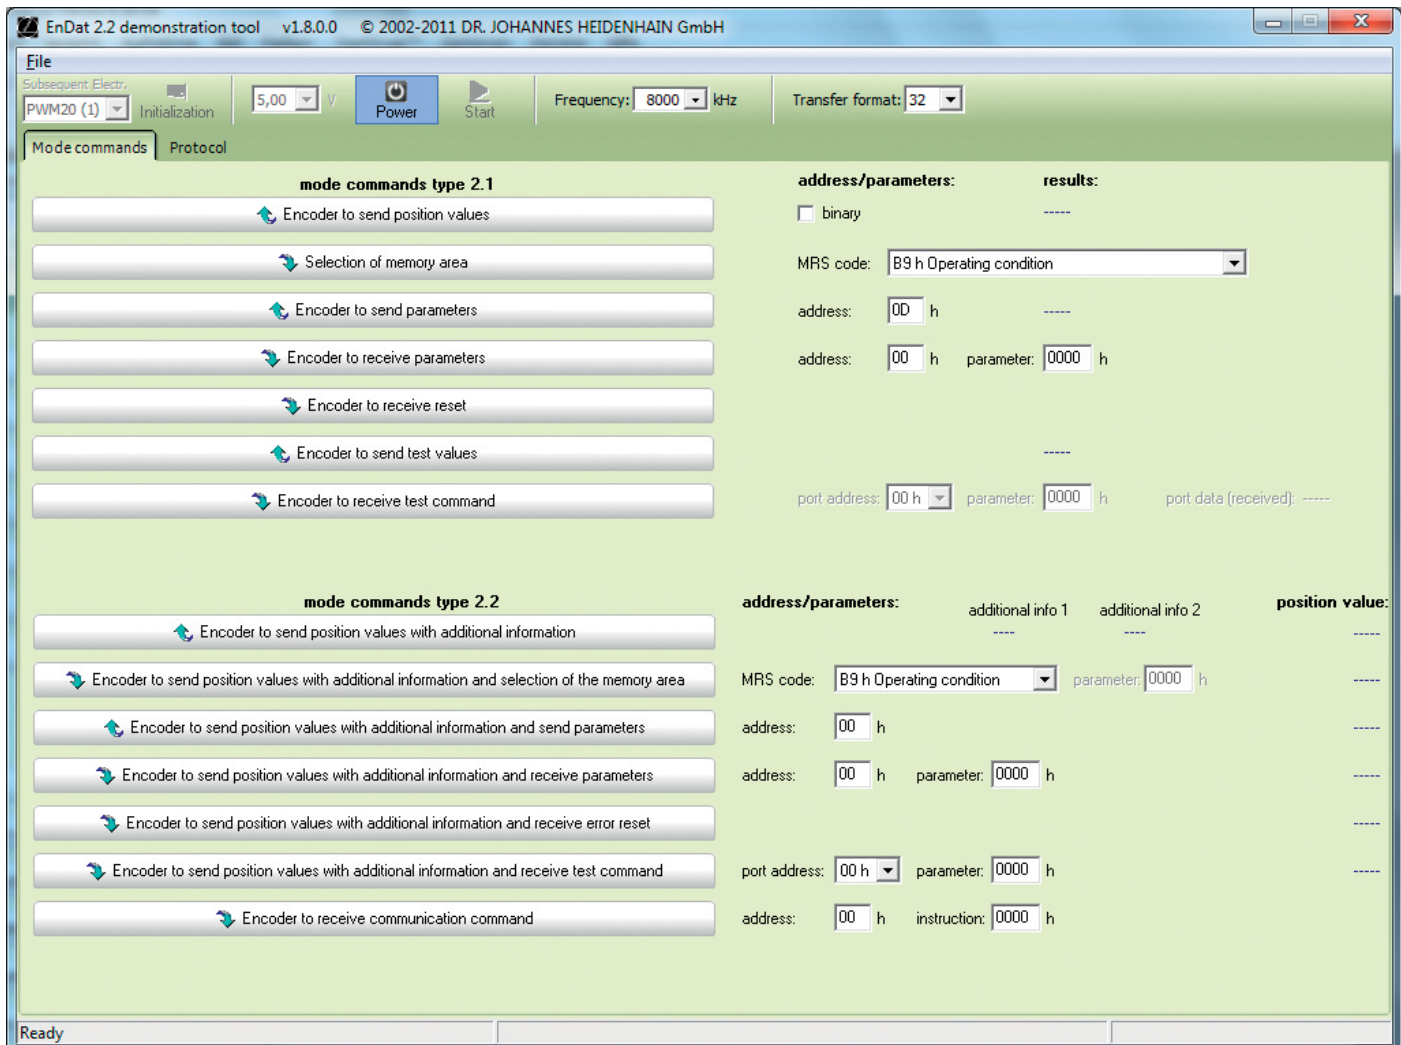 EnDat 2.2 demonstration tool v1.8.0.0 © 2002-2011 DR. JOHANNES HEIDENHAIN GmbH
File
Subsequent Electr.
PWM20 (1) Initialization 5,00 V Power Start Frequency: 8000 kHz Transfer format: 32
Mode commands Protocol
mode commands type 2.1 address/parameters: results:
Encoder to send position values binary -----
Selection of memory area MRS code: B9 h Operating condition
Encoder to send parameters address: 0D h -----
Encoder to receive parameters address: 00 h parameter: 0000 h
Encoder to receive reset
Encoder to send test values -----
Encoder to receive test command port address: 00 h parameter: 0000 h port data (received): -----
mode commands type 2.2 address/parameters: additional info 1 additional info 2 position value:
Encoder to send position values with additional information ---- ---- -----
Encoder to send position values with additional information and selection of the memory area MRS code: B9 h Operating condition parameter: 0000 h -----
Encoder to send position values with additional information and send parameters address: 00 h -----
Encoder to send position values with additional information and receive parameters address: 00 h parameter: 0000 h -----
Encoder to send position values with additional information and receive error reset -----
Encoder to send position values with additional information and receive test command port address: 00 h parameter: 0000 h -----
Encoder to receive communication command address: 00 h instruction: 0000 h
Ready